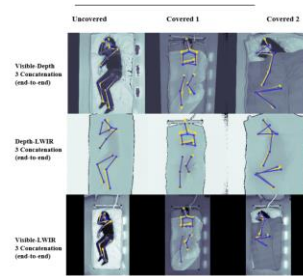 Uncovered Covered 1 Covered 2
Visible-Depth
3 Concatenation
(end-to-end)
Depth-LWIR
3 Concatenation
(end-to-end)
Visible-LWIR
3 Concatenation
(end-to-end)